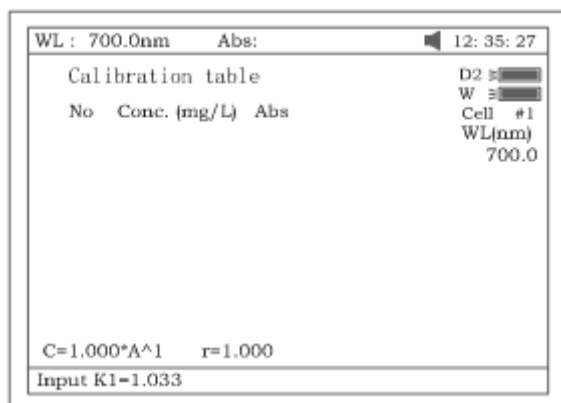 WL : 700.0nm Abs: 12: 35: 27
Calibration table
No Conc. (mg/L) Abs
D2
W
Cell #1
WL(nm)
700.0
C=1.000*A^1 r=1.000
Input K1=1.033